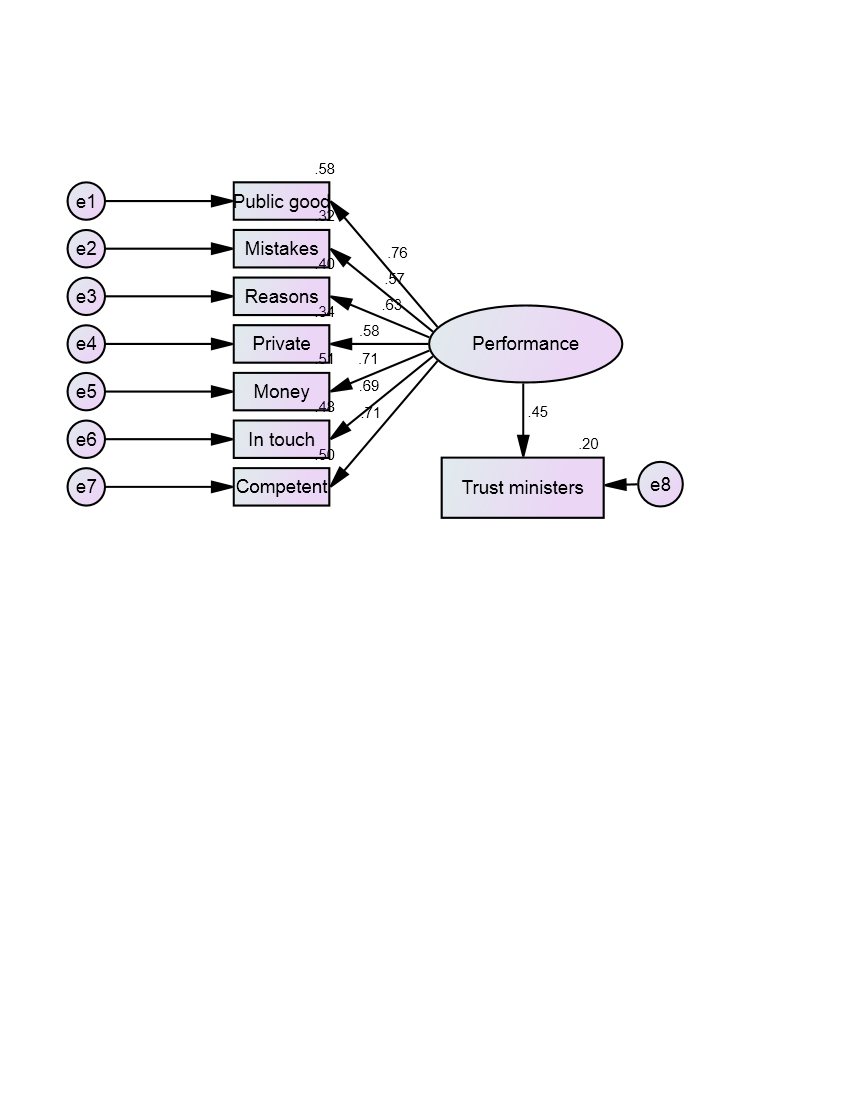 .58
e1 Public good
.32
.76
e2 Mistakes
.40
.57
e3 Reasons
.34
.63
e4 Private
.58
Performance
.51
.71
e5 Money
.48
.69
.71
e6 In touch
.50
.45
.20
e7 Competent
Trust ministers e8